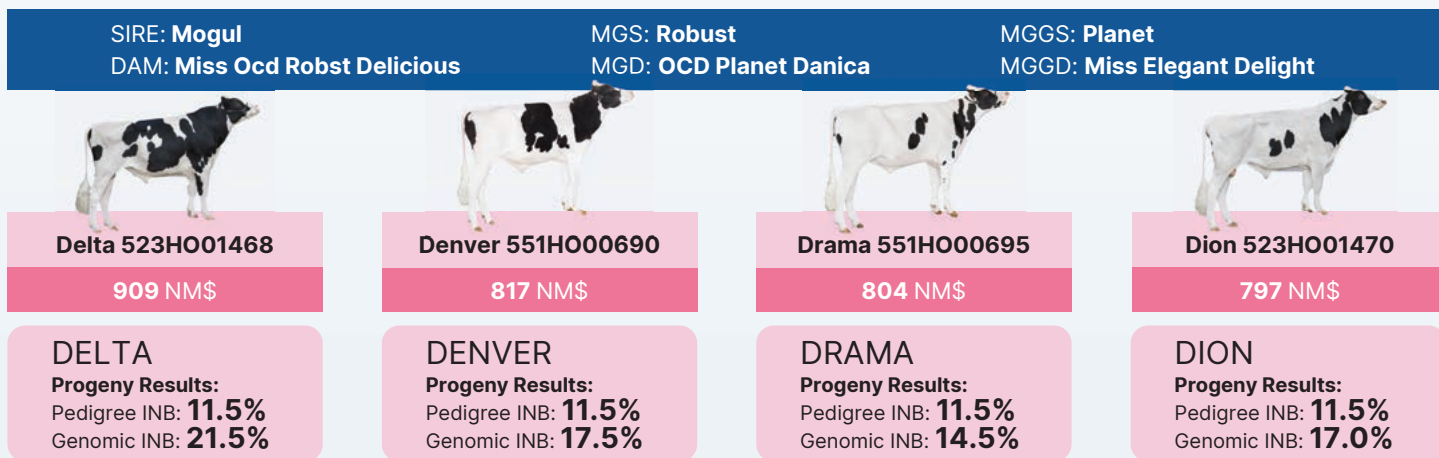 SIRE: Mogul
DAM: Miss Ocd Robst Delicious
MGS: Robust
MGD: OCD Planet Danica
MGGS: Planet
MGGD: Miss Elegant Delight
Delta 523HO01468
909 NM$
Denver 551HO00690
817 NM$
Drama 551HO00695
804 NM$
Dion 523HO01470
797 NM$
DELTA
Progeny Results:
Pedigree INB: 11.5%
Genomic INB: 21.5%
DENVER
Progeny Results:
Pedigree INB: 11.5%
Genomic INB: 17.5%
DRAMA
Progeny Results:
Pedigree INB: 11.5%
Genomic INB: 14.5%
DION
Progeny Results:
Pedigree INB: 11.5%
Genomic INB: 17.0%